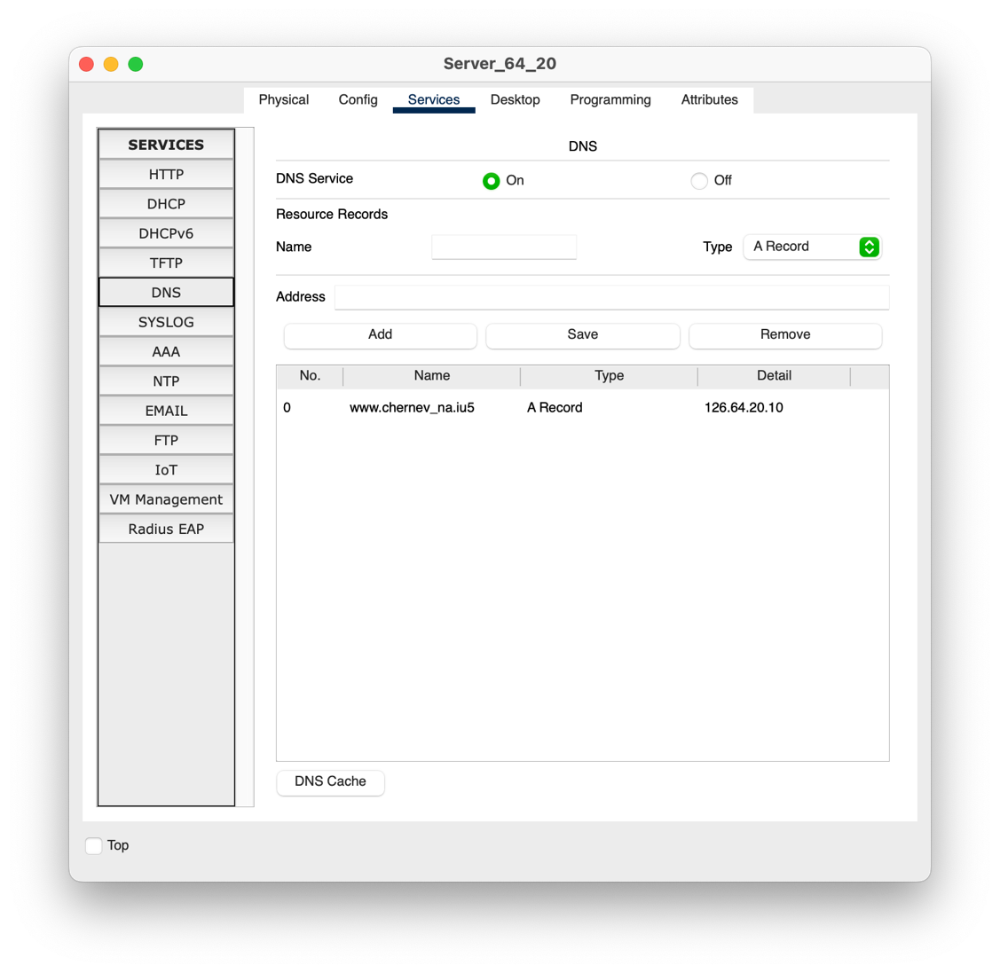 Server_64_20
Physical Config Services Desktop Programming Attributes
SERVICES
HTTP
DHCP
DHCPv6
TFTP
DNS
SYSLOG
AAA
NTP
EMAIL
FTP
IoT
VM Management
Radius EAP
DNS
DNS Service On Off
Resource Records
Name Type A Record
Address
Add Save Remove
No. Name Type Detail
0 www.chernev_na.iu5 A Record 126.64.20.10
DNS Cache
Top